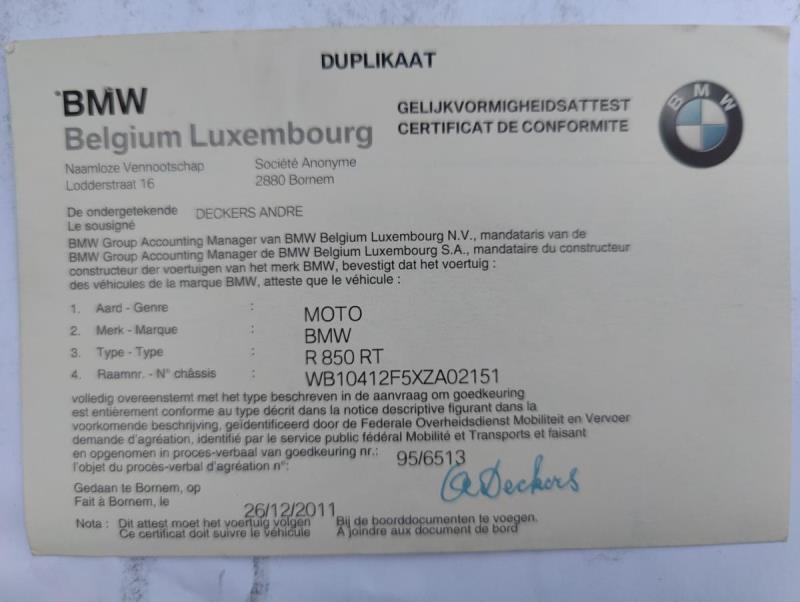 DUPLIKAAT
BMW
Belgium Luxembourg
GELIJKVORMIGHEIDSATTEST
CERTIFICAT DE CONFORMITE
BMW
Naamloze Vennootschap Société Anonyme
Lodderstraat 16 2880 Bornem
De ondergetekende DECKERS ANDRE
Le sousigné
BMW Group Accounting Manager van BMW Belgium Luxembourg N.V., mandataris van de
BMW Group Accounting Manager de BMW Belgium Luxembourg S.A., mandataire du constructeur
constructeur der voertuigen van het merk BMW, bevestigt dat het voertuig :
des véhicules de la marque BMW, atteste que le véhicule :
1. Aard - Genre : MOTO
2. Merk - Marque : BMW
3. Type - Type : R 850 RT
4. Raamnr. - N° châssis : WB10412F5XZA02151
volledig overeenstemt met het type beschreven in de aanvraag om goedkeuring
est entièrement conforme au type décrit dans la notice descriptive figurant dans la
voorkomende beschrijving, geïdentificeerd door de Federale Overheidsdienst Mobiliteit en Vervoer
demande d'agréation, identifié par le service public fédéral Mobilité et Transports et faisant
en opgenomen in proces-verbaal van goedkeuring nr.: 95/6513
l'objet du procès-verbal d'agréation n°:
Deckers
Gedaan te Bornem, op
Fait à Bornem, le 26/12/2011
Nota : Dit attest moet het voertuig volgen Bij de boorddocumenten te voegen.
Ce certificat doit suivre le véhicule A joindre aux document de bord